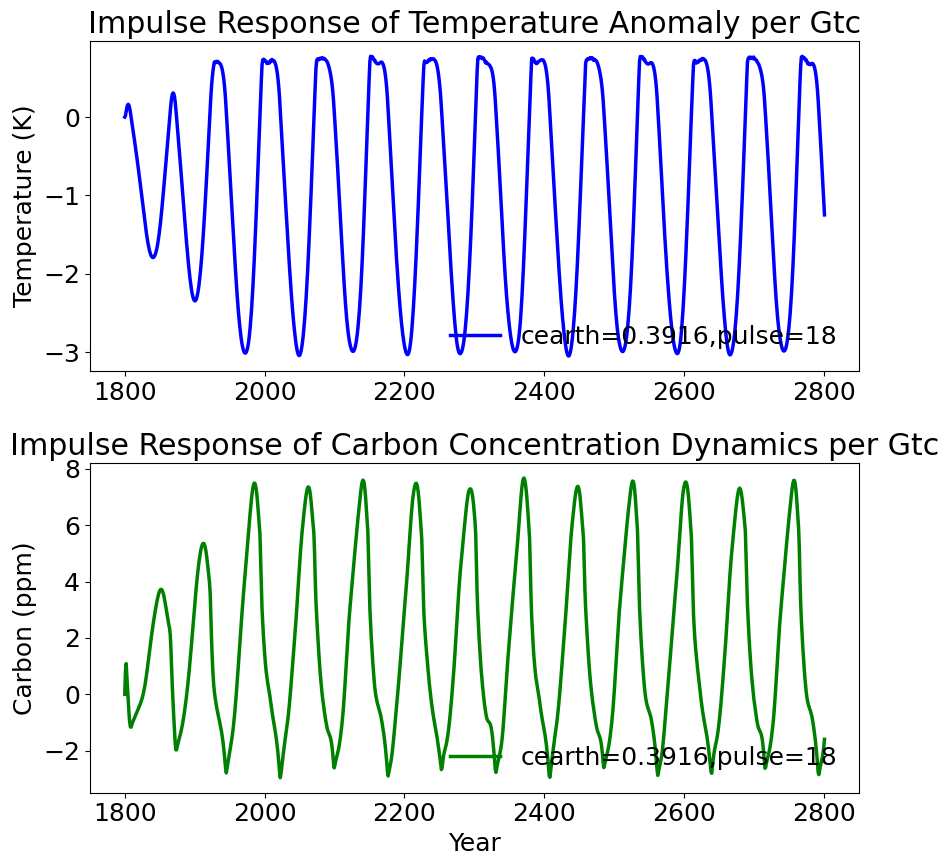 Impulse Response of Temperature Anomaly per Gtc
Temperature (K)
0
−1
−2
−3
cearth=0.3916,pulse=18
1800 2000 2200 2400 2600 2800
Impulse Response of Carbon Concentration Dynamics per Gtc
Carbon (ppm)
8
6
4
2
0
−2
cearth=0.3916,pulse=18
1800 2000 2200 2400 2600 2800
Year